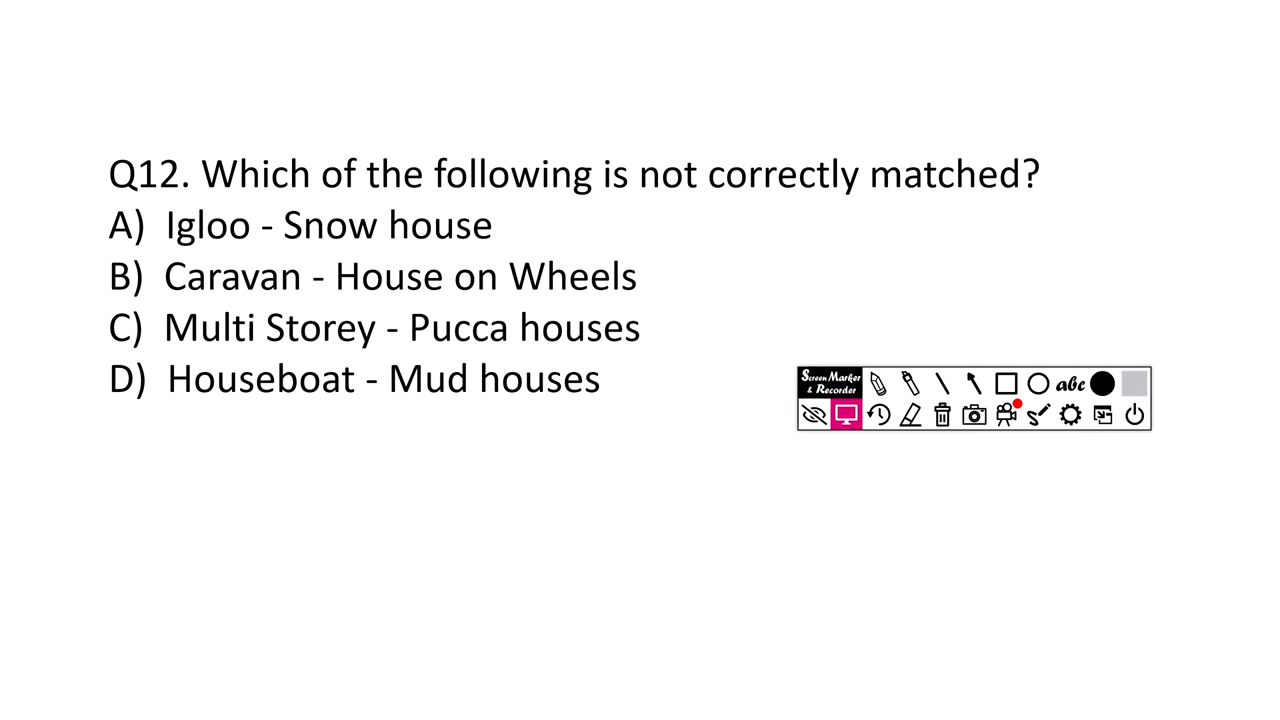 Q12. Which of the following is not correctly matched?
A) Igloo - Snow house
B) Caravan - House on Wheels
C) Multi Storey - Pucca houses
D) Houseboat - Mud houses
Screen Marker
& Recorder
abc